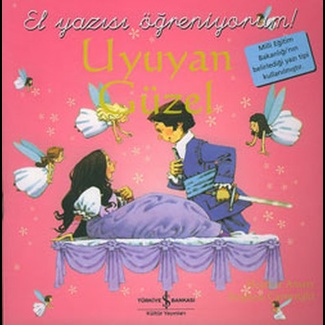 El yazısı öğreniyorum!
Uyuyan
Güzel
Milli Eğitim
Bakanlığı'nın
belirlediği yazı tipi
kullanılmıştır.
TÜRKİYE İŞ BANKASI
Kültür Yayınları